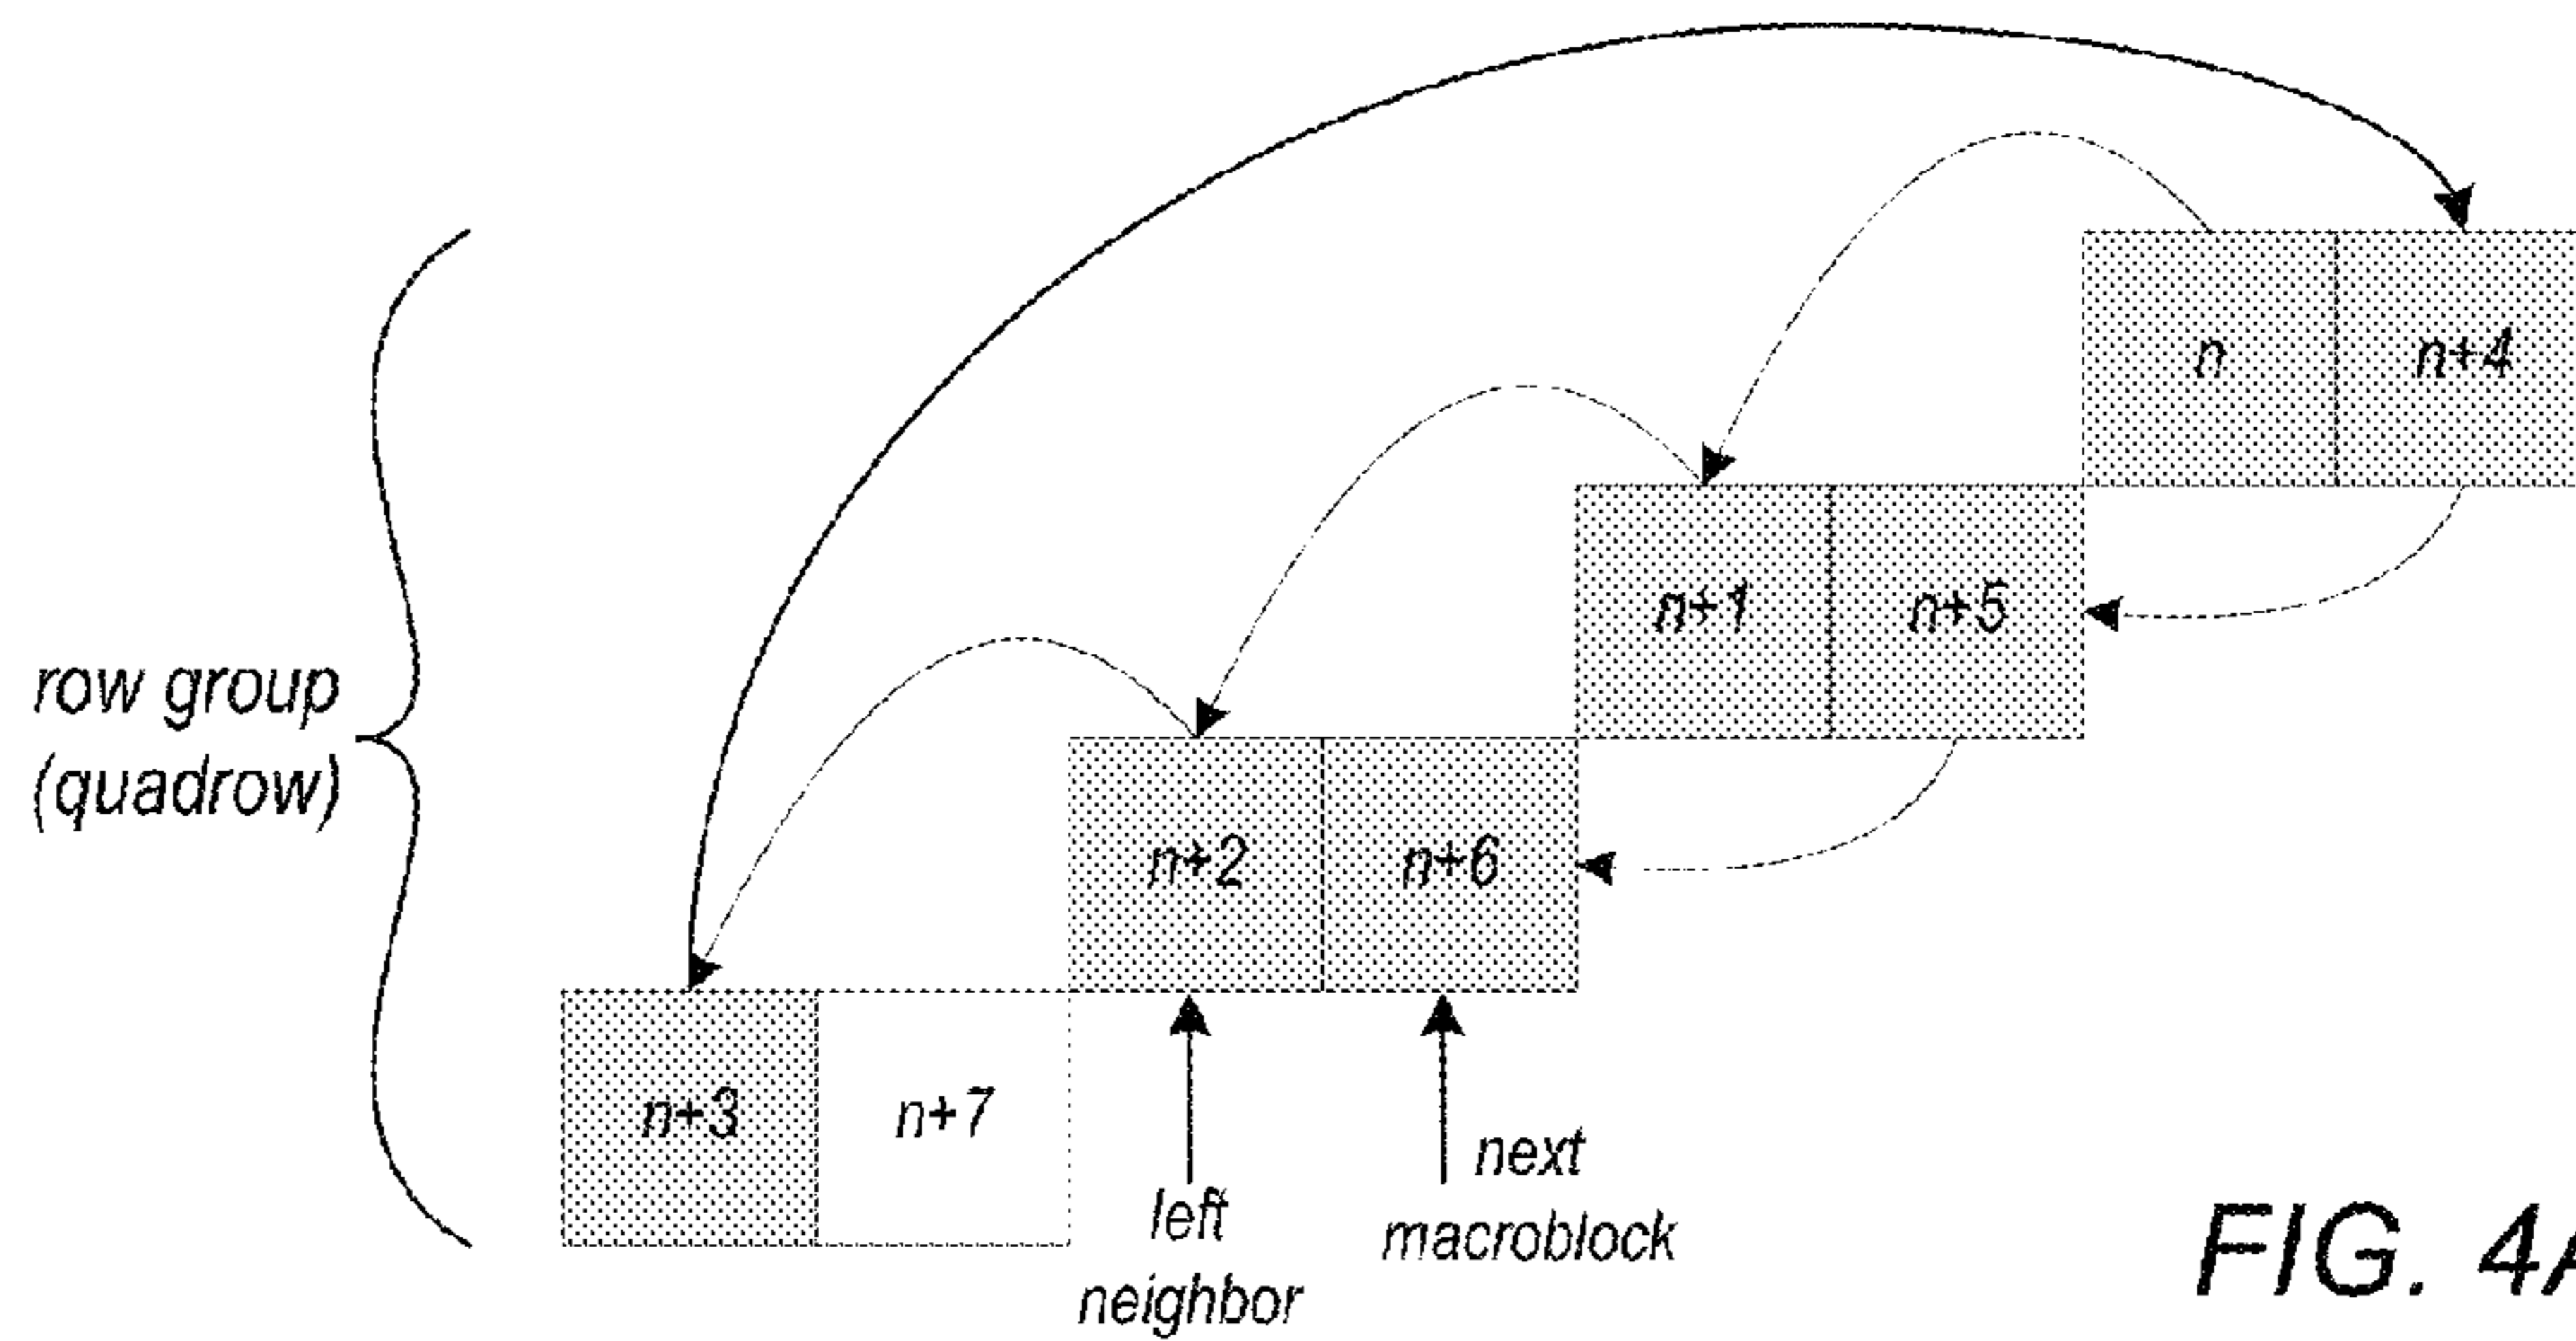 n
n+4
n+1
n+5
row group
(quadrow)
n+2
n+6
n+3
n+7
left
neighbor
next
macroblock
FIG. 4A